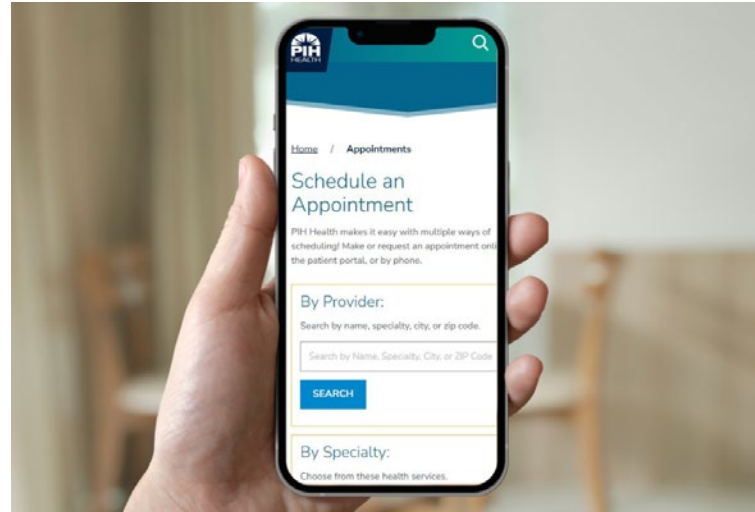 PIH
HEALTH
Home / Appointments
Schedule an
Appointment
PIH Health makes it easy with multiple ways of
scheduling! Make or request an appointment onli
the patient portal, or by phone.
By Provider:
Search by name, specialty, city, or zip code.
Search by Name, Specialty, City, or ZIP Code
SEARCH
By Specialty:
Choose from these health services.